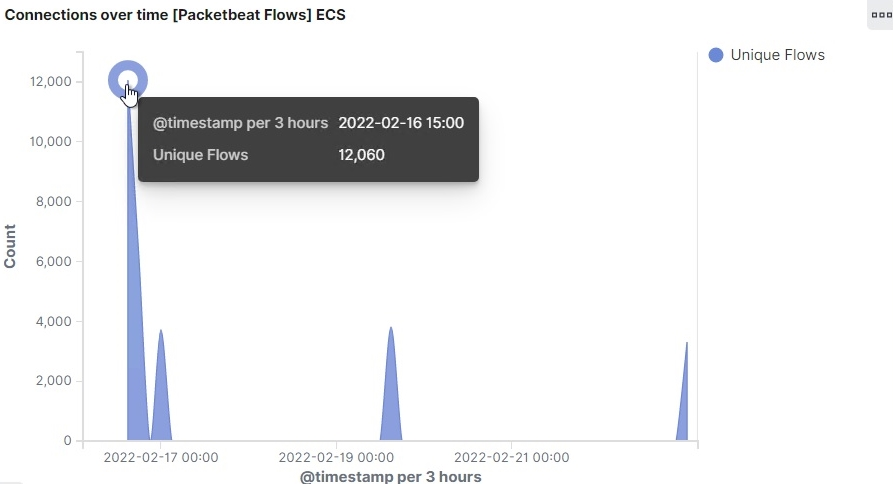 Connections over time [Packetbeat Flows] ECS
Unique Flows
12,000
@timestamp per 3 hours 2022-02-16 15:00
Unique Flows 12,060
10,000
8,000
6,000
4,000
2,000
0
Count
2022-02-17 00:00 2022-02-19 00:00 2022-02-21 00:00
@timestamp per 3 hours